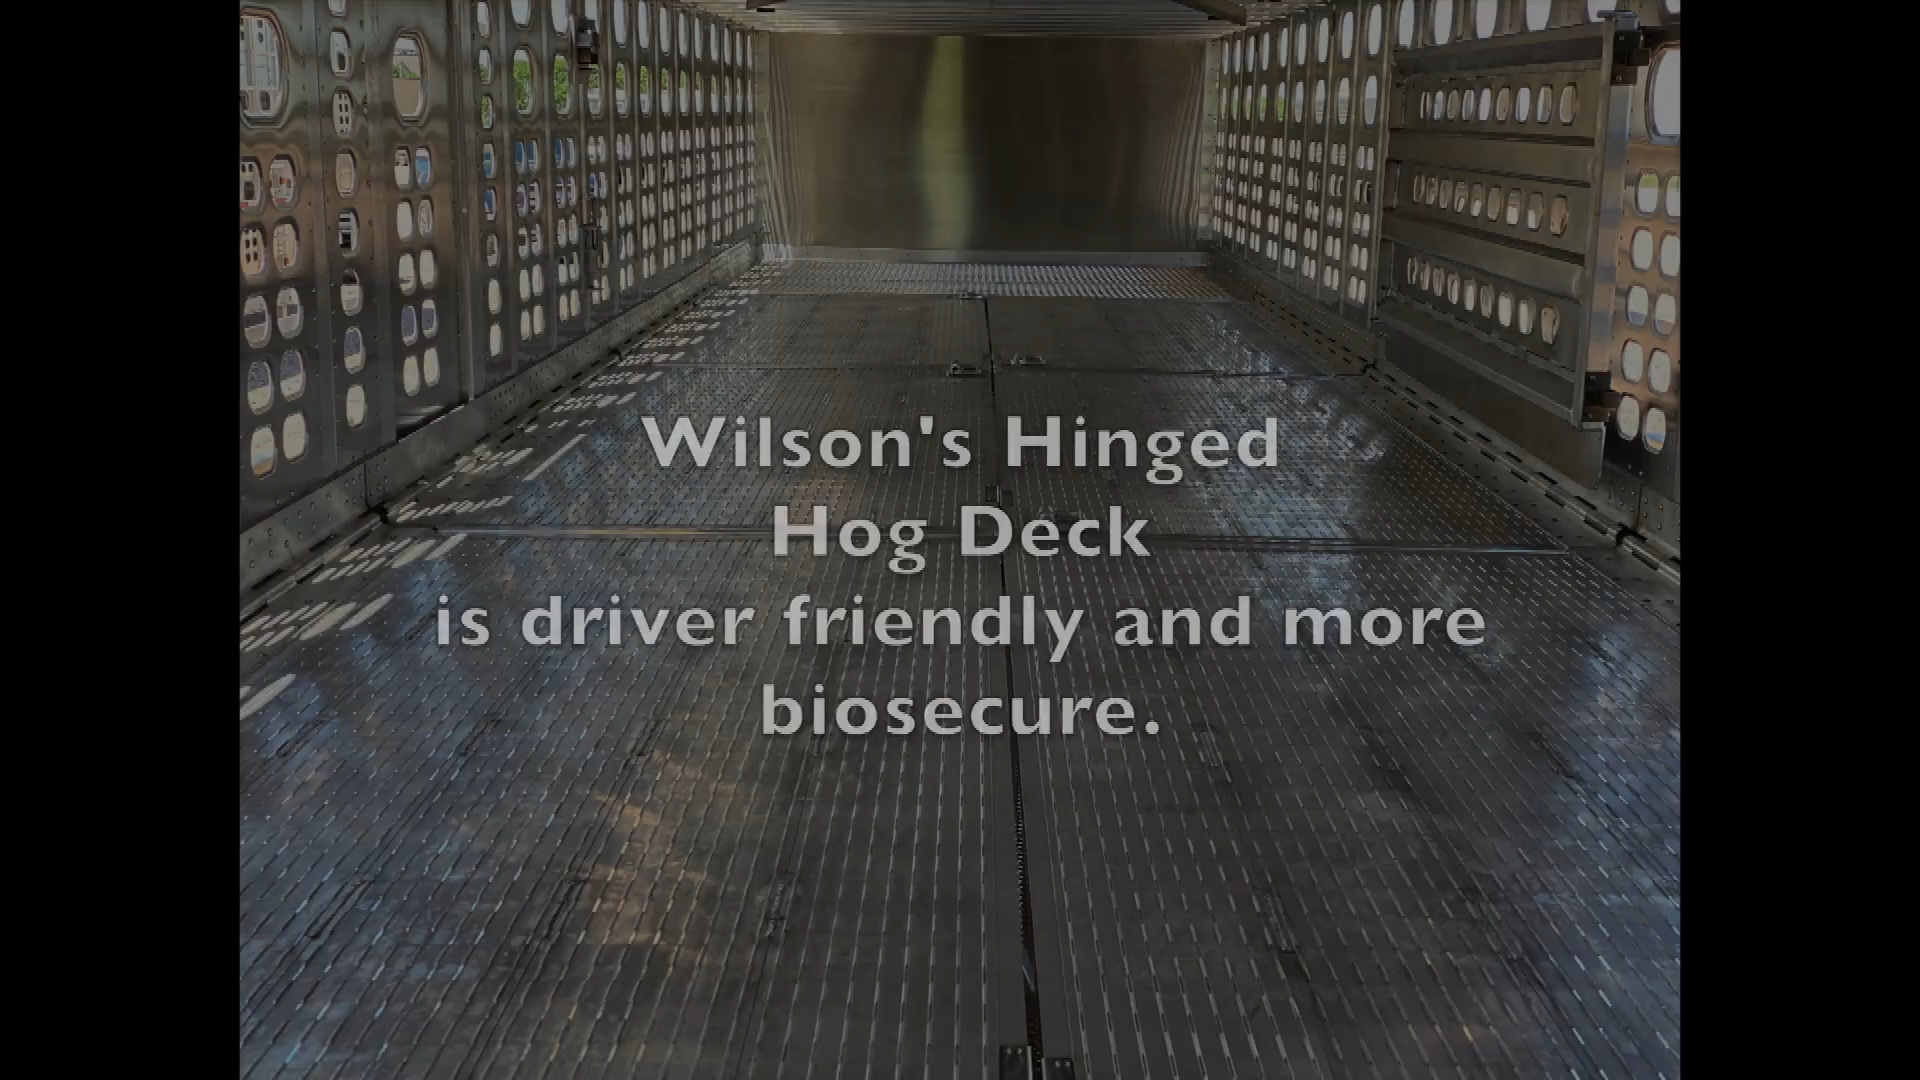 Wilson's Hinged
Hog Deck
is driver friendly and more
biosecure.